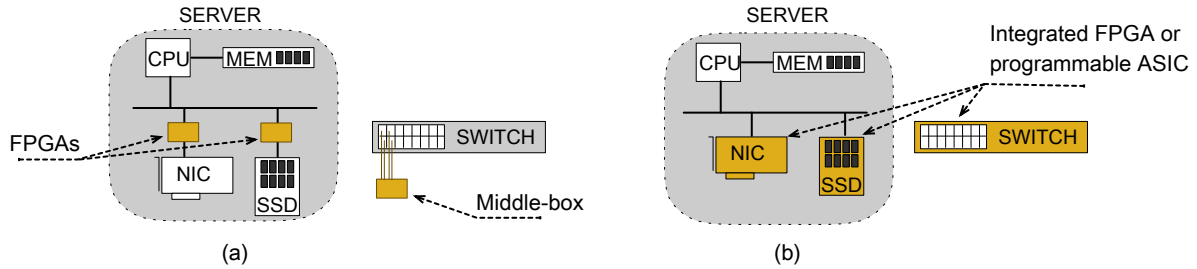 SERVER
CPU
MEM
FPGAs
NIC
SSD
SWITCH
Middle-box
(a)
SERVER
CPU
MEM
Integrated FPGA or
programmable ASIC
NIC
SSD
SWITCH
(b)